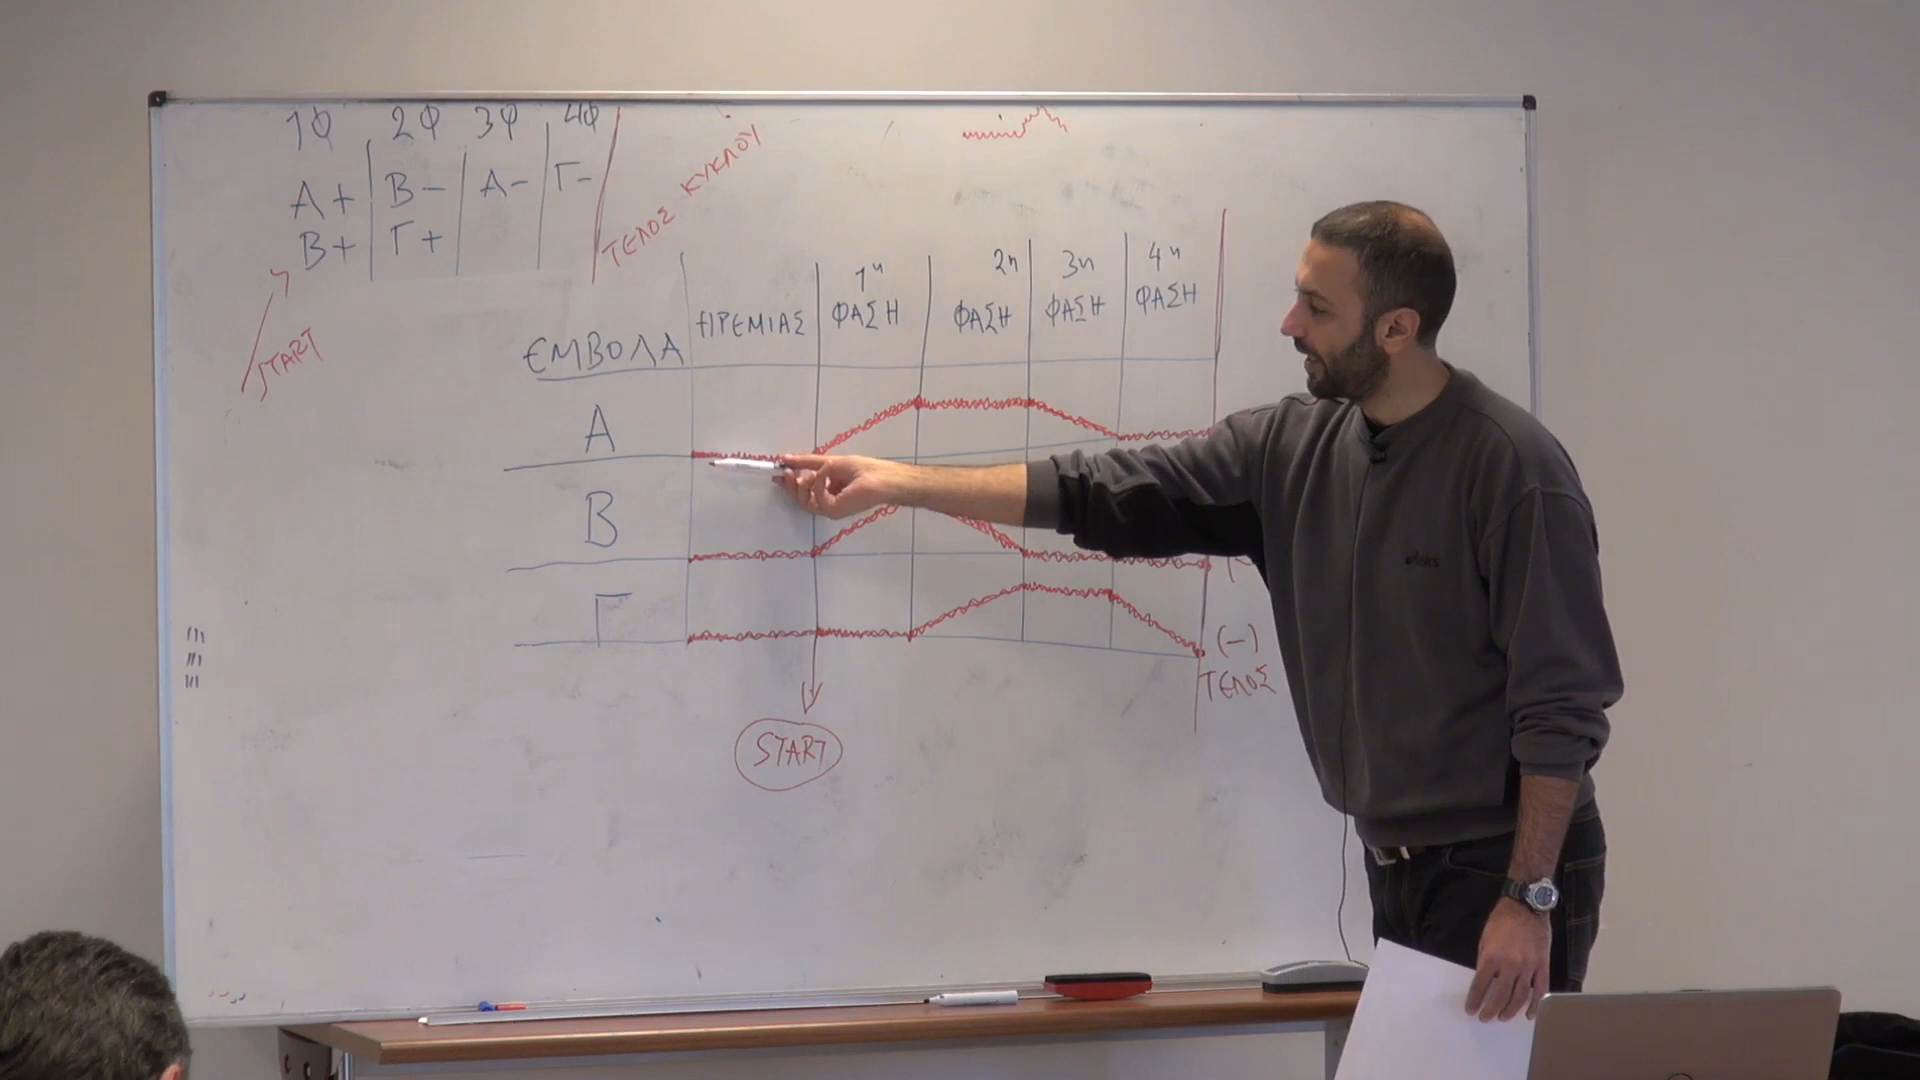 1Φ 2Φ 3Φ 4Φ
A + B - A - Γ -
B + Γ +
START
ΤΕΛΟΣ ΚΥΚΛΟΥ
ΕΜΒΟΛΑ ΗΡΕΜΙΑΣ 1η ΦΑΣΗ 2η ΦΑΣΗ 3η ΦΑΣΗ 4η ΦΑΣΗ
A
B
Γ
(-)
ΤΕΛΟΣ
START
asics